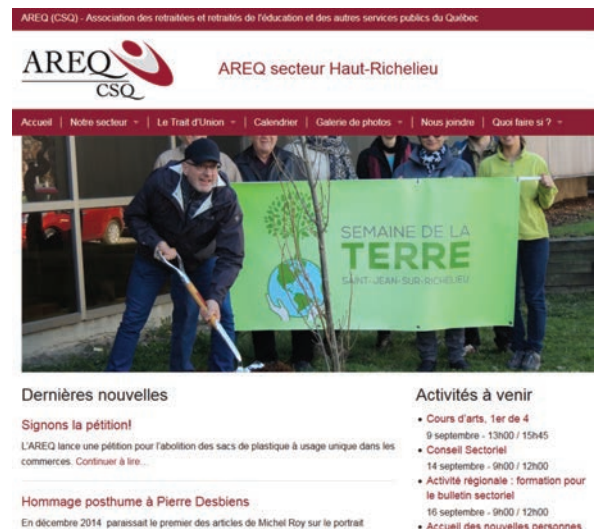 AREQ (CSQ) - Association des retraitées et retraités de l'éducation et des autres services publics du Québec
AREQ
CSQ
AREQ secteur Haut-Richelieu
Accueil | Notre secteur | Le Trait d'Union | Calendrier | Galerie de photos | Nous joindre | Quoi faire si ?
SEMAINE DE LA
TERRE
SAINT-JEAN-SUR-RICHELIEU
Dernières nouvelles
Signons la pétition!
L'AREQ lance une pétition pour l'abolition des sacs de plastique à usage unique dans les
commerces. Continuer à lire...
Hommage posthume à Pierre Desbiens
En décembre 2014 paraissait le premier des articles de Michel Roy sur le portrait
Activités à venir
• Cours d'arts, 1er de 4
9 septembre - 13h00 / 15h45
• Conseil Sectoriel
14 septembre - 9h00 / 12h00
• Activité régionale : formation pour
le bulletin sectoriel
16 septembre - 9h00 / 12h00
• Accueil des nouvelles personnes